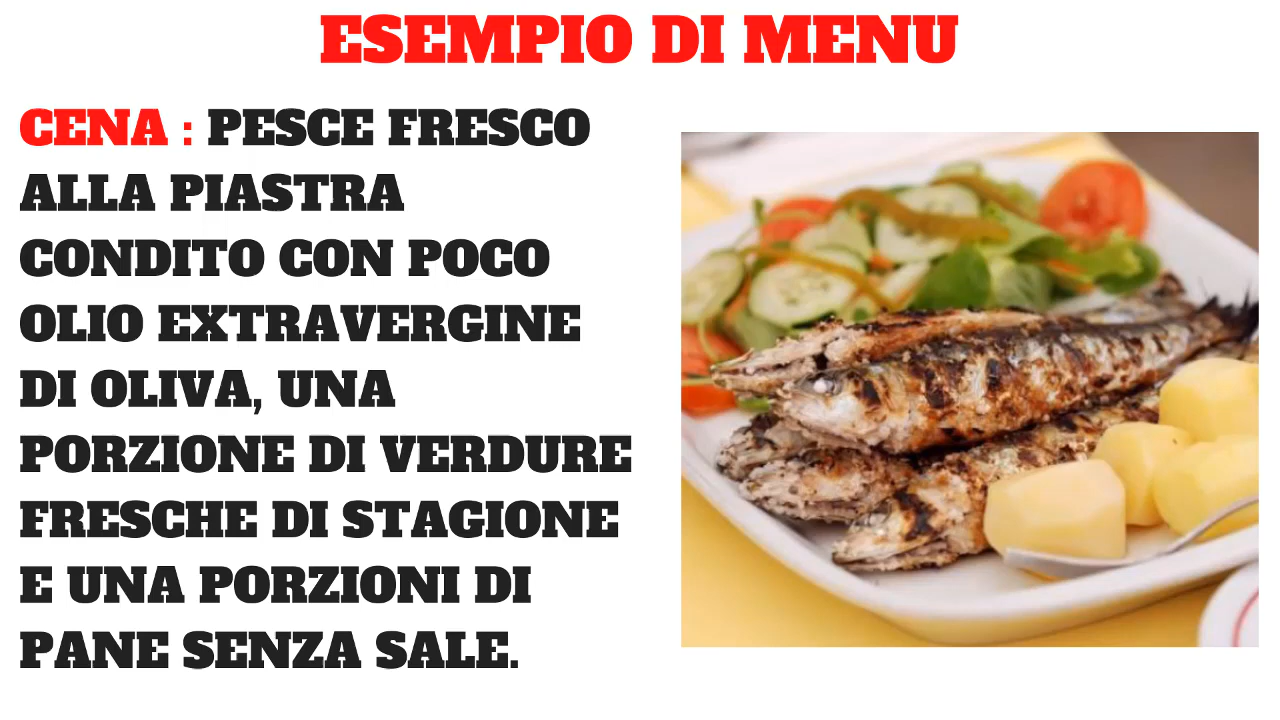 ESEMPIO DI MENU
CENA : PESCE FRESCO
ALLA PIASTRA
CONDITO CON POCO
OLIO EXTRAVERGINE
DI OLIVA, UNA
PORZIONE DI VERDURE
FRESCHE DI STAGIONE
E UNA PORZIONI DI
PANE SENZA SALE.